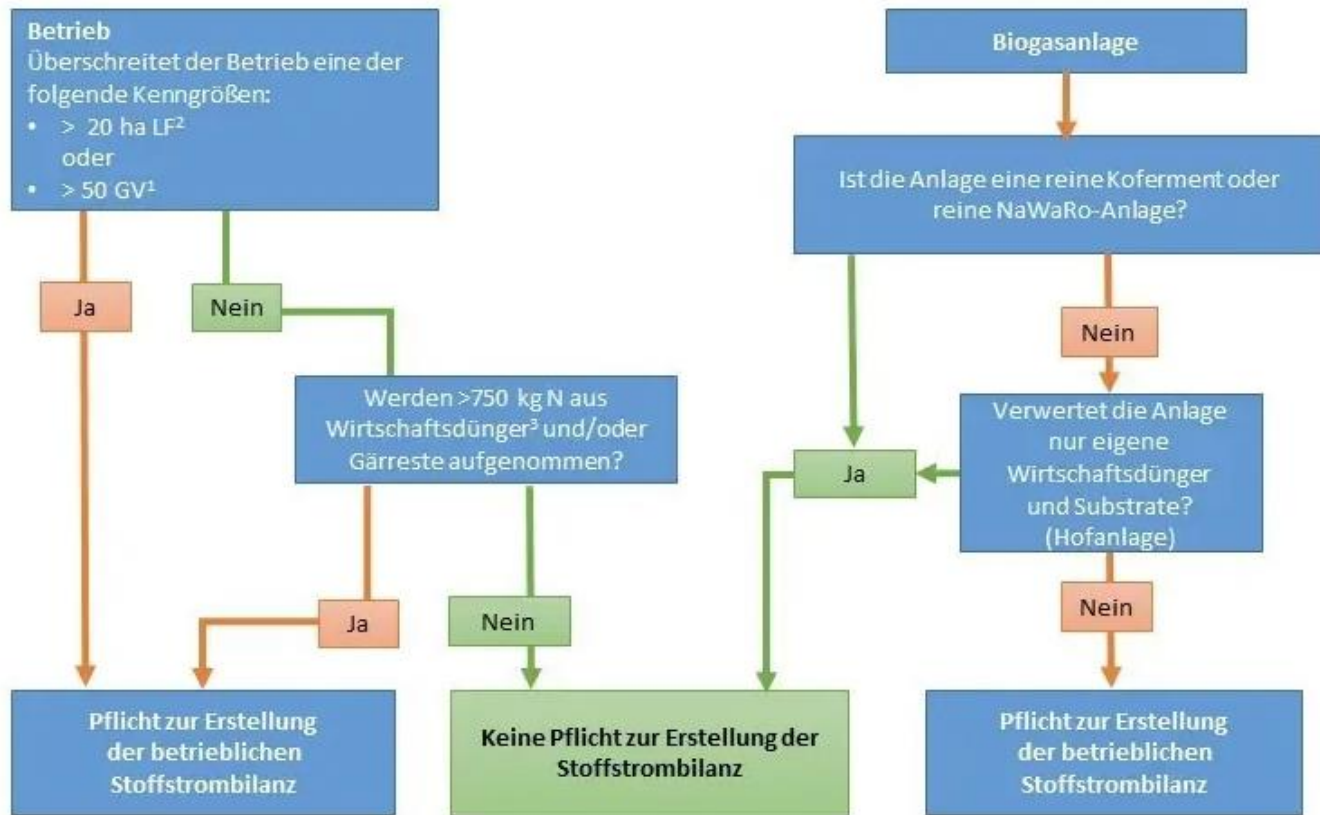 Betrieb
Überschreitet der Betrieb eine der
folgende Kenngrößen:
• > 20 ha LF²
oder
• > 50 GV¹
Ja
Nein
Werden >750 kg N aus
Wirtschaftsdünger³ und/oder
Gärreste aufgenommen?
Ja
Nein
Pflicht zur Erstellung
der betrieblichen
Stoffstrombilanz
Keine Pflicht zur Erstellung der
Stoffstrombilanz
Biogasanlage
Ist die Anlage eine reine Koferment oder
reine NaWaRo-Anlage?
Nein
Verwertet die Anlage
nur eigene
Wirtschaftsdünger
und Substrate?
(Hofanlage)
Ja
Nein
Pflicht zur Erstellung
der betrieblichen
Stoffstrombilanz